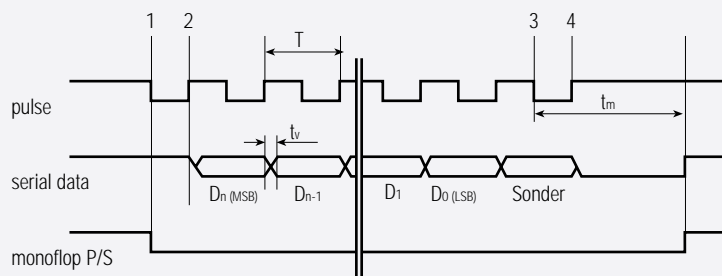 1 2 T 3 4
pulse tm
tv
serial data
Dn (MSB) Dn-1 D1 D0 (LSB) Sonder
monoflop P/S